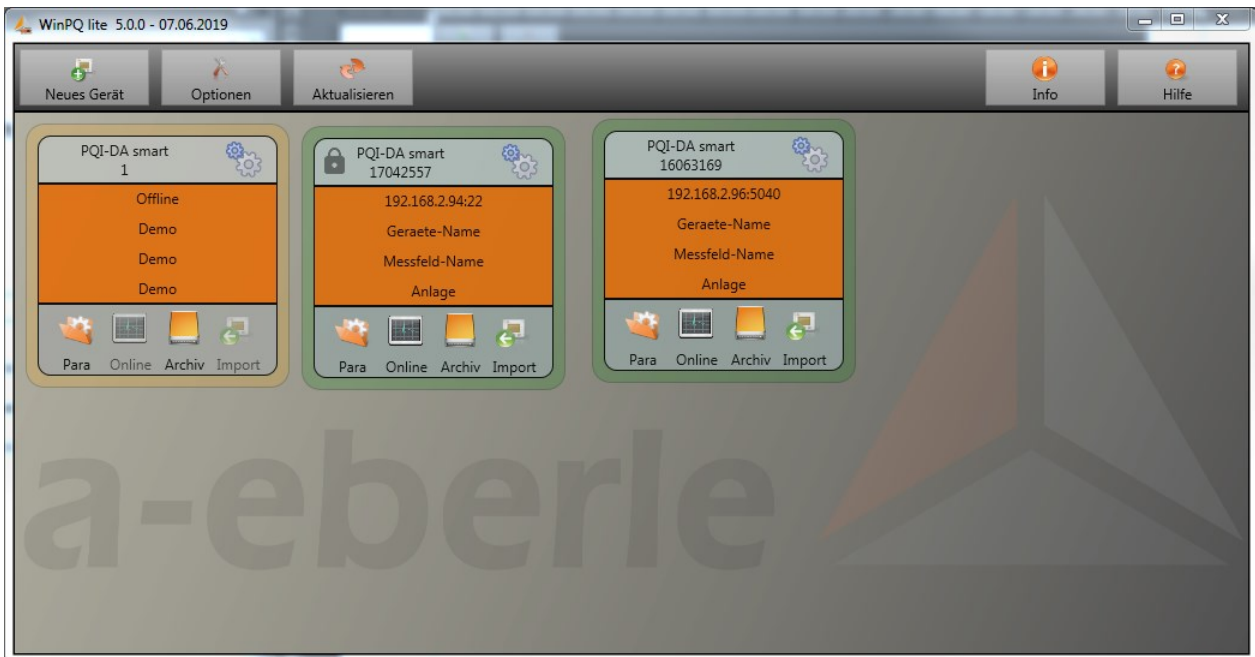 WinPQ lite 5.0.0 - 07.06.2019
Neues Gerät
Optionen
Aktualisieren
Info
Hilfe
PQI-DA smart
1
Offline
Demo
Demo
Demo
Para Online Archiv Import
PQI-DA smart
17042557
192.168.2.94:22
Geraete-Name
Messfeld-Name
Anlage
Para Online Archiv Import
PQI-DA smart
16063169
192.168.2.96:5040
Geraete-Name
Messfeld-Name
Anlage
Para Online Archiv Import
a-eberle